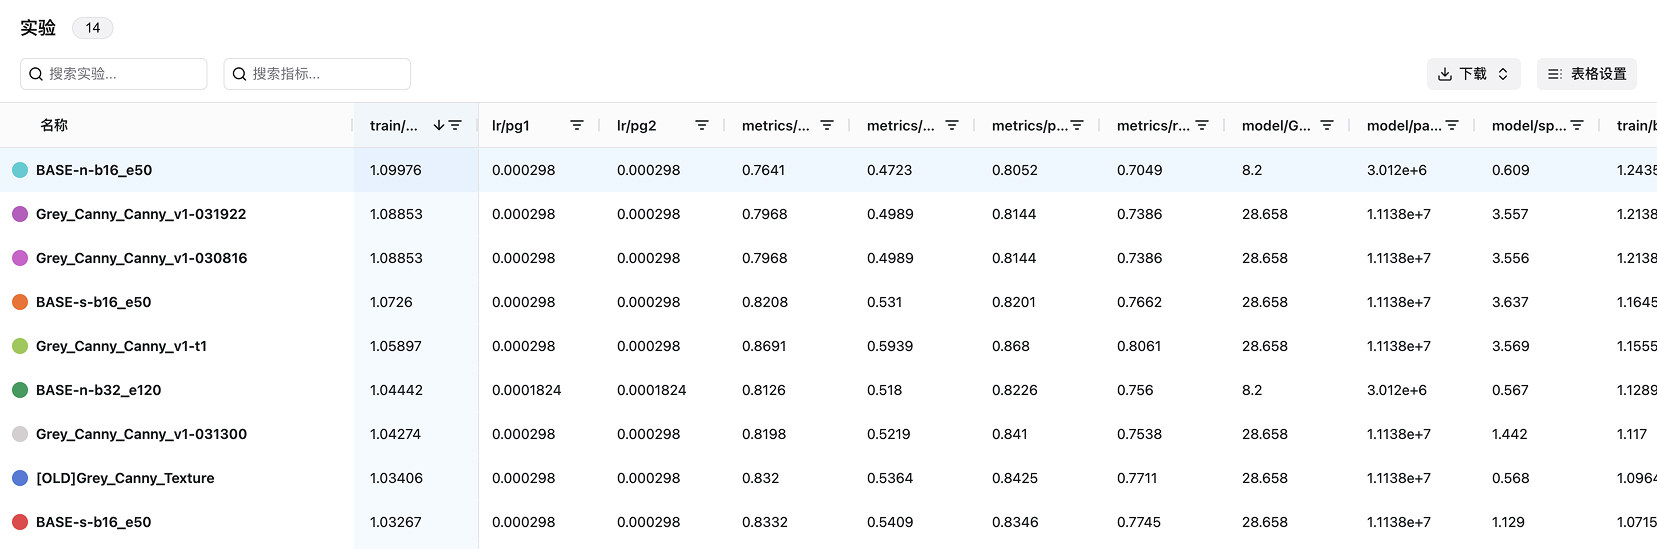 实验 14
搜索实验... 搜索指标... 下载 表格设置
名称 train/... lr/pg1 lr/pg2 metrics/... metrics/... metrics/p... metrics/r... model/G... model/pa... model/sp... train/b
BASE-n-b16_e50 1.09976 0.000298 0.000298 0.7641 0.4723 0.8052 0.7049 8.2 3.012e+6 0.609 1.2435
Grey_Canny_Canny_v1-031922 1.08853 0.000298 0.000298 0.7968 0.4989 0.8144 0.7386 28.658 1.1138e+7 3.557 1.2138
Grey_Canny_Canny_v1-030816 1.08853 0.000298 0.000298 0.7968 0.4989 0.8144 0.7386 28.658 1.1138e+7 3.556 1.2138
BASE-s-b16_e50 1.0726 0.000298 0.000298 0.8208 0.531 0.8201 0.7662 28.658 1.1138e+7 3.637 1.1645
Grey_Canny_Canny_v1-t1 1.05897 0.000298 0.000298 0.8691 0.5939 0.868 0.8061 28.658 1.1138e+7 3.569 1.1555
BASE-n-b32_e120 1.04442 0.0001824 0.0001824 0.8126 0.518 0.8226 0.756 8.2 3.012e+6 0.567 1.1289
Grey_Canny_Canny_v1-031300 1.04274 0.000298 0.000298 0.8198 0.5219 0.841 0.7538 28.658 1.1138e+7 1.442 1.117
[OLD]Grey_Canny_Texture 1.03406 0.000298 0.000298 0.832 0.5364 0.8425 0.7711 28.658 1.1138e+7 0.568 1.0964
BASE-s-b16_e50 1.03267 0.000298 0.000298 0.8332 0.5409 0.8346 0.7745 28.658 1.1138e+7 1.129 1.0715